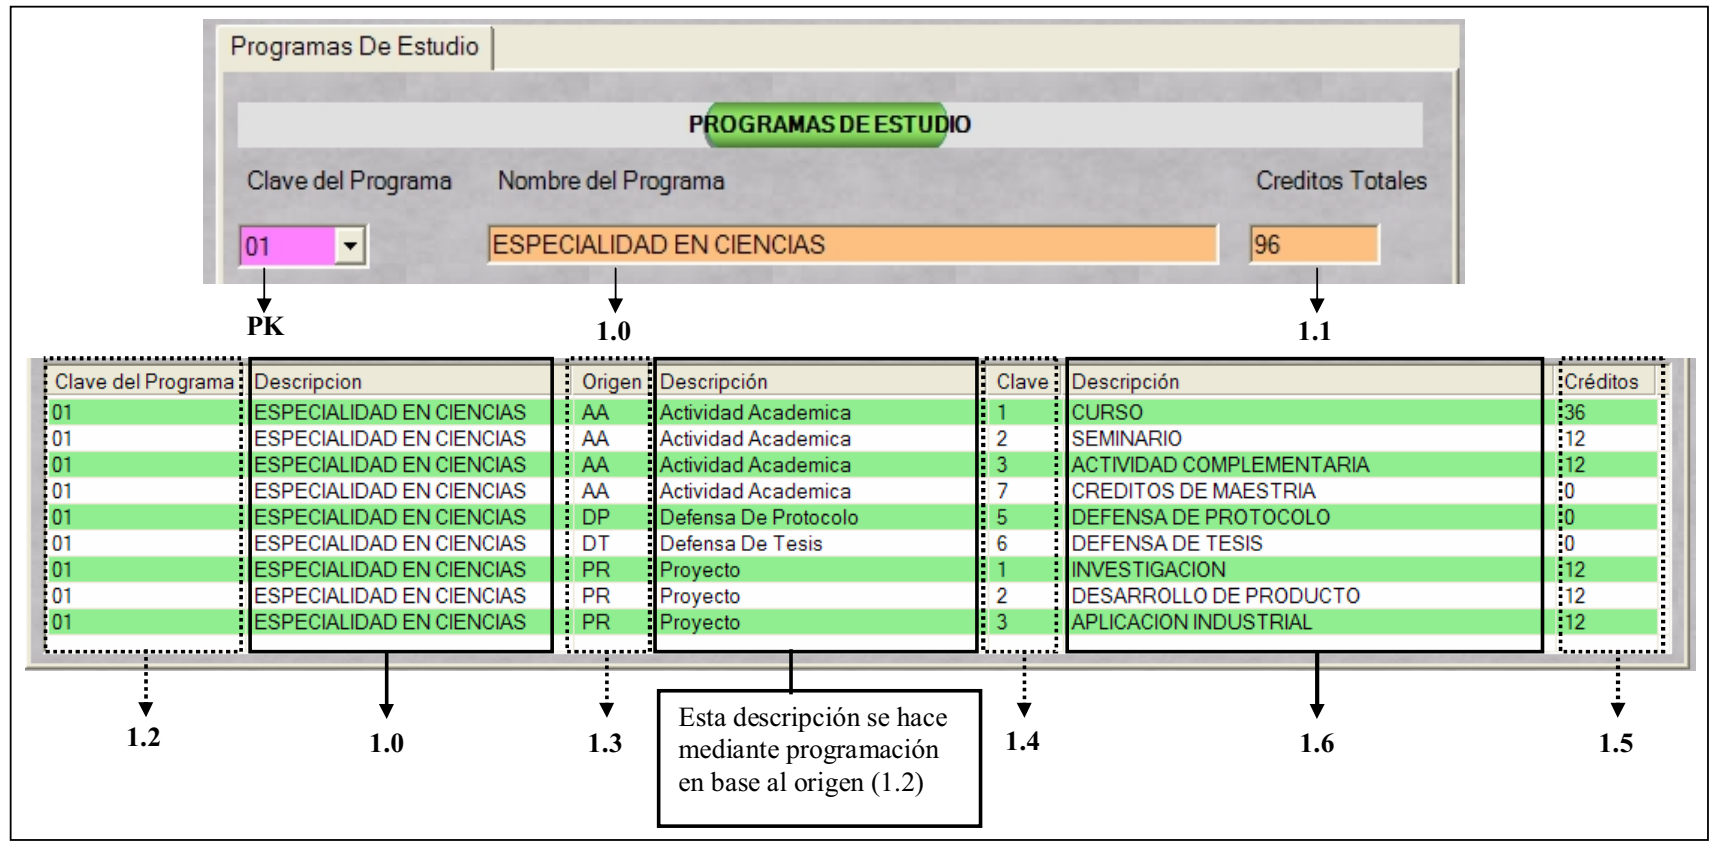 Programas De Estudio
PROGRAMAS DE ESTUDIO
Clave del Programa Nombre del Programa Creditos Totales
01 ESPECIALIDAD EN CIENCIAS 96
PK 1.0 1.1
Clave del Programa Descripcion Origen Descripción Clave Descripción Créditos
01 ESPECIALIDAD EN CIENCIAS AA Actividad Academica 1 CURSO 36
01 ESPECIALIDAD EN CIENCIAS AA Actividad Academica 2 SEMINARIO 12
01 ESPECIALIDAD EN CIENCIAS AA Actividad Academica 3 ACTIVIDAD COMPLEMENTARIA 12
01 ESPECIALIDAD EN CIENCIAS AA Actividad Academica 7 CREDITOS DE MAESTRIA 0
01 ESPECIALIDAD EN CIENCIAS DP Defensa De Protocolo 5 DEFENSA DE PROTOCOLO 0
01 ESPECIALIDAD EN CIENCIAS DT Defensa De Tesis 6 DEFENSA DE TESIS 0
01 ESPECIALIDAD EN CIENCIAS PR Proyecto 1 INVESTIGACION 12
01 ESPECIALIDAD EN CIENCIAS PR Proyecto 2 DESARROLLO DE PRODUCTO 12
01 ESPECIALIDAD EN CIENCIAS PR Proyecto 3 APLICACION INDUSTRIAL 12
1.2 1.0 1.3 1.4 1.6 1.5
Esta descripción se hace
mediante programación
en base al origen (1.2)